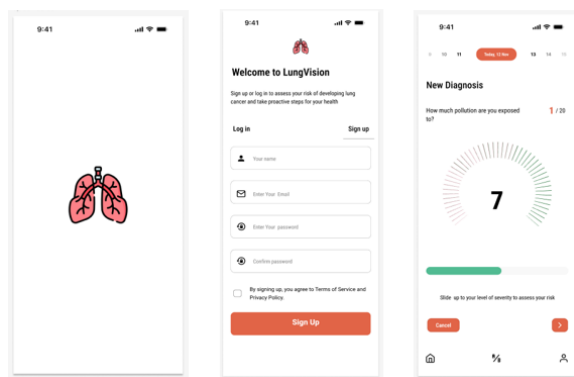 9:41
9:41
Welcome to LungVision
Sign up or log in to assess your risk of developing lung
cancer and take proactive steps for your health
Log in
Sign up
Your name
Enter Your Email
Enter Your password
Confirm password
By signing up, you agree to Terms of Service and
Privacy Policy.
Sign Up
9:41
10 11 Today, 12 Nov 13 14
New Diagnosis
How much pollution are you exposed
to?
1 / 20
7
Slide up to your level of severity to assess your risk
Cancel